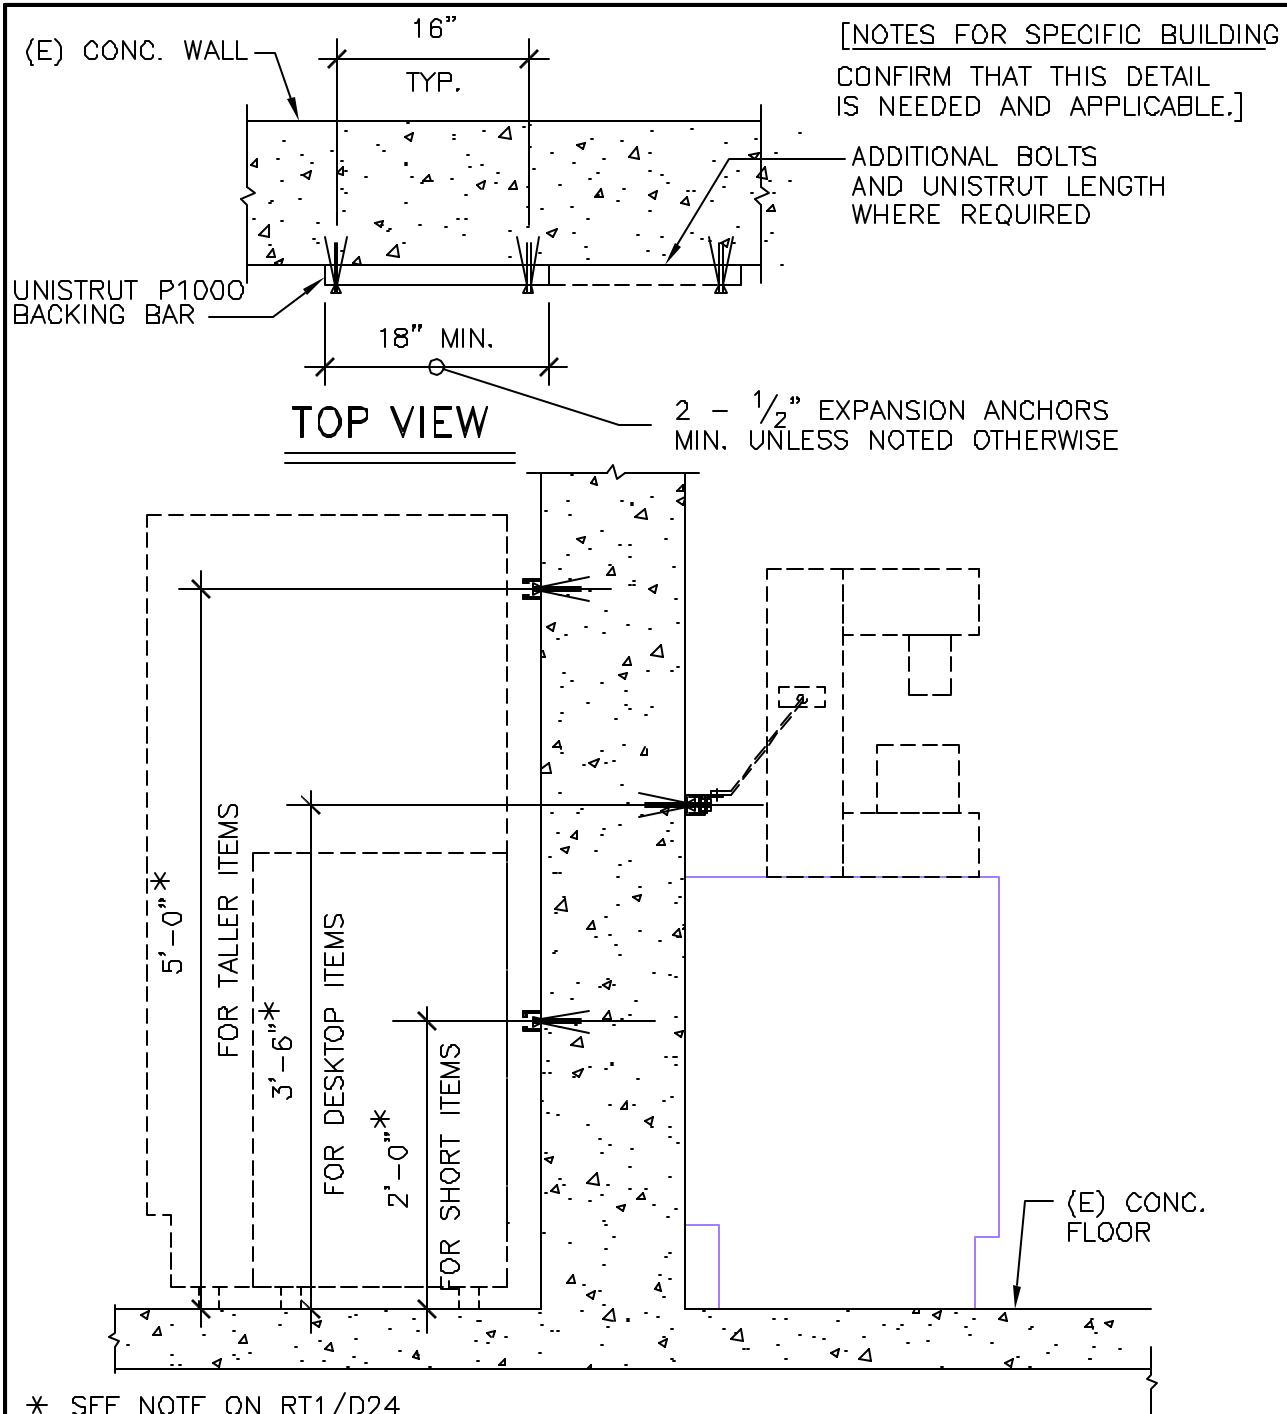 16"
TYP.
(E) CONC. WALL
[NOTES FOR SPECIFIC BUILDING
CONFIRM THAT THIS DETAIL
IS NEEDED AND APPLICABLE.]
ADDITIONAL BOLTS
AND UNISTRUT LENGTH
WHERE REQUIRED
UNISTRUT P1000
BACKING BAR
18" MIN.
TOP VIEW
2 - 1/2" EXPANSION ANCHORS
MIN. UNLESS NOTED OTHERWISE
5'-0"*
FOR TALLER ITEMS
3'-6"*
FOR DESKTOP ITEMS
2'-0"*
FOR SHORT ITEMS
(E) CONC.
FLOOR
* SEE NOTE ON RT1/D24